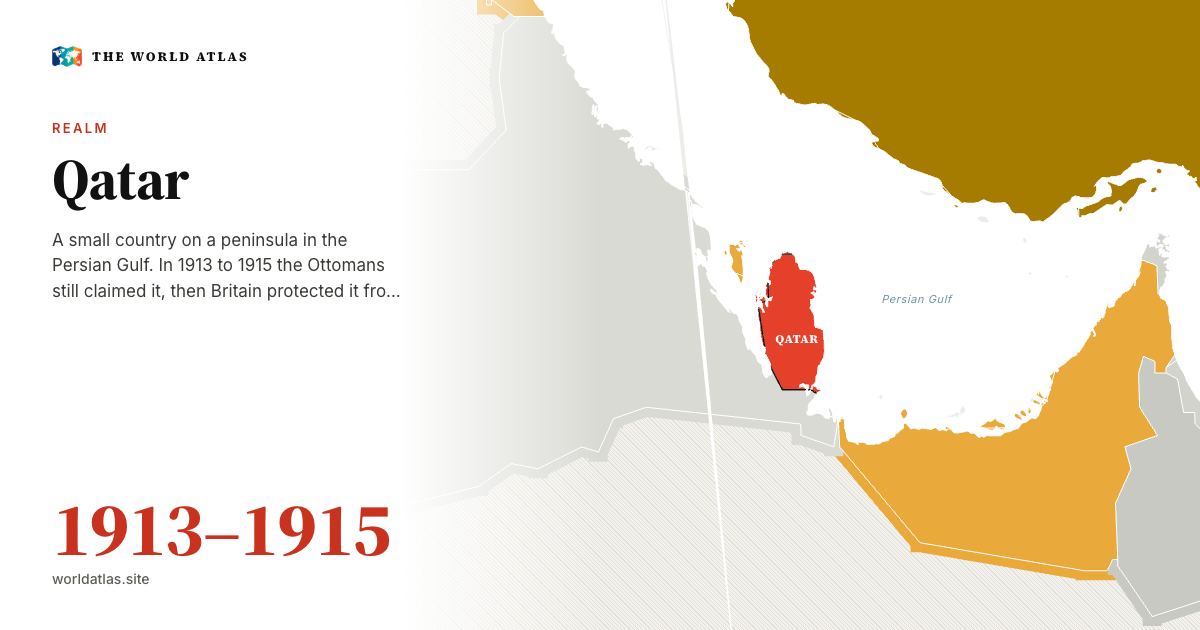 THE WORLD ATLAS
REALM
Qatar
A small country on a peninsula in the
Persian Gulf. In 1913 to 1915 the Ottomans
still claimed it, then Britain protected it fro...
1913–1915
worldatlas.site
Persian Gulf
QATAR